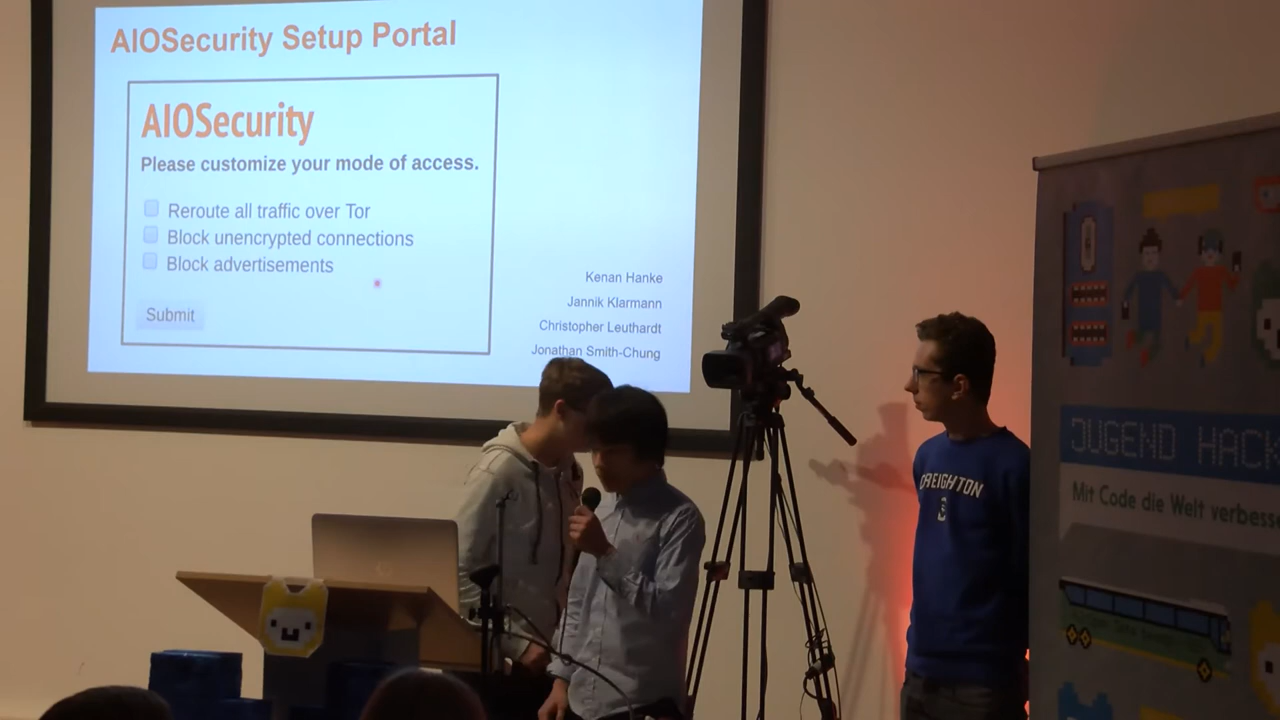 AIOSecurity Setup Portal
AIOSecurity
Please customize your mode of access.
Reroute all traffic over Tor
Block unencrypted connections
Block advertisements
Submit
Kenan Hanke
Jannik Klarmann
Christopher Leuthardt
Jonathan Smith-Chung
CREIGHTON
JUGEND HACK
Mit Code die Welt verbess